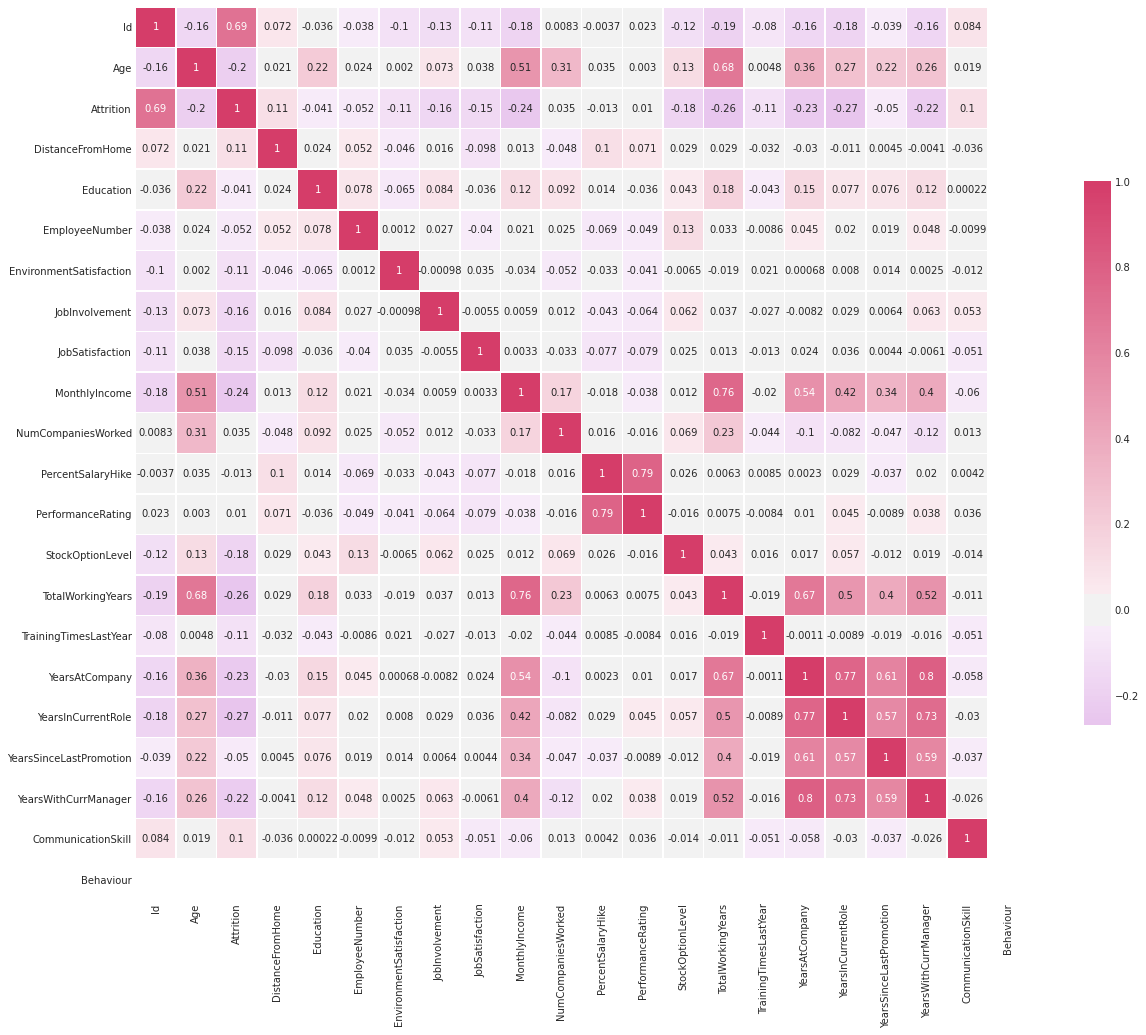 Id 1 -0.16 0.69 0.072 -0.036 -0.038 -0.1 -0.13 -0.11 -0.18 0.0083 -0.0037 0.023 -0.12 -0.19 -0.08 -0.16 -0.18 -0.039 -0.16 0.084
Age -0.16 1 -0.2 0.021 0.22 0.024 0.002 0.073 0.038 0.51 0.31 0.035 0.003 0.13 0.68 0.0048 0.36 0.27 0.22 0.26 0.019
Attrition 0.69 -0.2 1 0.11 -0.041 -0.052 -0.11 -0.16 -0.15 -0.24 0.035 -0.013 0.01 -0.18 -0.26 -0.11 -0.23 -0.27 -0.05 -0.22 0.1
DistanceFromHome 0.072 0.021 0.11 1 0.024 0.052 -0.046 0.016 -0.098 0.013 -0.048 0.1 0.071 0.029 0.029 -0.032 -0.03 -0.011 0.0045 -0.0041 -0.036
Education -0.036 0.22 -0.041 0.024 1 0.078 -0.065 0.084 -0.036 0.12 0.092 0.014 -0.036 0.043 0.18 -0.043 0.15 0.077 0.076 0.12 0.00022
EmployeeNumber -0.038 0.024 -0.052 0.052 0.078 1 0.0012 0.027 -0.04 0.021 0.025 -0.069 -0.049 0.13 0.033 -0.0086 0.045 0.02 0.019 0.048 -0.0099
EnvironmentSatisfaction -0.1 0.002 -0.11 -0.046 -0.065 0.0012 1 -0.00098 0.035 -0.034 -0.052 -0.033 -0.041 -0.0065 -0.019 0.021 0.00068 0.008 0.014 0.0025 -0.012
JobInvolvement -0.13 0.073 -0.16 0.016 0.084 0.027 -0.00098 1 -0.0055 0.0059 0.012 -0.043 -0.064 0.062 0.037 -0.027 -0.0082 0.029 0.0064 0.063 0.053
JobSatisfaction -0.11 0.038 -0.15 -0.098 -0.036 -0.04 0.035 -0.0055 1 0.0033 -0.033 -0.077 -0.079 0.025 0.013 -0.013 0.024 0.036 0.0044 -0.0061 -0.051
MonthlyIncome -0.18 0.51 -0.24 0.013 0.12 0.021 -0.034 0.0059 0.0033 1 0.17 -0.018 -0.038 0.012 0.76 -0.02 0.54 0.42 0.34 0.4 -0.06
NumCompaniesWorked 0.0083 0.31 0.035 -0.048 0.092 0.025 -0.052 0.012 -0.033 0.17 1 0.016 -0.016 0.069 0.23 -0.044 -0.1 -0.082 -0.047 -0.12 0.013
PercentSalaryHike -0.0037 0.035 -0.013 0.1 0.014 -0.069 -0.033 -0.043 -0.077 -0.018 0.016 1 0.79 0.026 0.0063 0.0085 0.0023 0.029 -0.037 0.02 0.0042
PerformanceRating 0.023 0.003 0.01 0.071 -0.036 -0.049 -0.041 -0.064 -0.079 -0.038 -0.016 0.79 1 -0.016 0.0075 -0.0084 0.01 0.045 -0.0089 0.038 0.036
StockOptionLevel -0.12 0.13 -0.18 0.029 0.043 0.13 -0.0065 0.062 0.025 0.012 0.069 0.026 -0.016 1 0.043 0.016 0.017 0.057 -0.012 0.019 -0.014
TotalWorkingYears -0.19 0.68 -0.26 0.029 0.18 0.033 -0.019 0.037 0.013 0.76 0.23 0.0063 0.0075 0.043 1 -0.019 0.67 0.5 0.4 0.52 -0.011
TrainingTimesLastYear -0.08 0.0048 -0.11 -0.032 -0.043 -0.0086 0.021 -0.027 -0.013 -0.02 -0.044 0.0085 -0.0084 0.016 -0.019 1 -0.0011 -0.0089 -0.019 -0.016 -0.051
YearsAtCompany -0.16 0.36 -0.23 -0.03 0.15 0.045 0.00068 -0.0082 0.024 0.54 -0.1 0.0023 0.01 0.017 0.67 -0.0011 1 0.77 0.61 0.8 -0.058
YearsInCurrentRole -0.18 0.27 -0.27 -0.011 0.077 0.02 0.008 0.029 0.036 0.42 -0.082 0.029 0.045 0.057 0.5 -0.0089 0.77 1 0.57 0.73 -0.03
YearsSinceLastPromotion -0.039 0.22 -0.05 0.0045 0.076 0.019 0.014 0.0064 0.0044 0.34 -0.047 -0.037 -0.0089 -0.012 0.4 -0.019 0.61 0.57 1 0.59 -0.037
YearsWithCurrManager -0.16 0.26 -0.22 -0.0041 0.12 0.048 0.0025 0.063 -0.0061 0.4 -0.12 0.02 0.038 0.019 0.52 -0.016 0.8 0.73 0.59 1 -0.026
CommunicationSkill 0.084 0.019 0.1 -0.036 0.00022 -0.0099 -0.012 0.053 -0.051 -0.06 0.013 0.0042 0.036 -0.014 -0.011 -0.051 -0.058 -0.03 -0.037 -0.026 1
Behaviour
Id
Age
Attrition
DistanceFromHome
Education
EmployeeNumber
EnvironmentSatisfaction
JobInvolvement
JobSatisfaction
MonthlyIncome
NumCompaniesWorked
PercentSalaryHike
PerformanceRating
StockOptionLevel
TotalWorkingYears
TrainingTimesLastYear
YearsAtCompany
YearsInCurrentRole
YearsSinceLastPromotion
YearsWithCurrManager
CommunicationSkill
Behaviour
1.0
0.8
0.6
0.4
0.2
0.0
−0.2